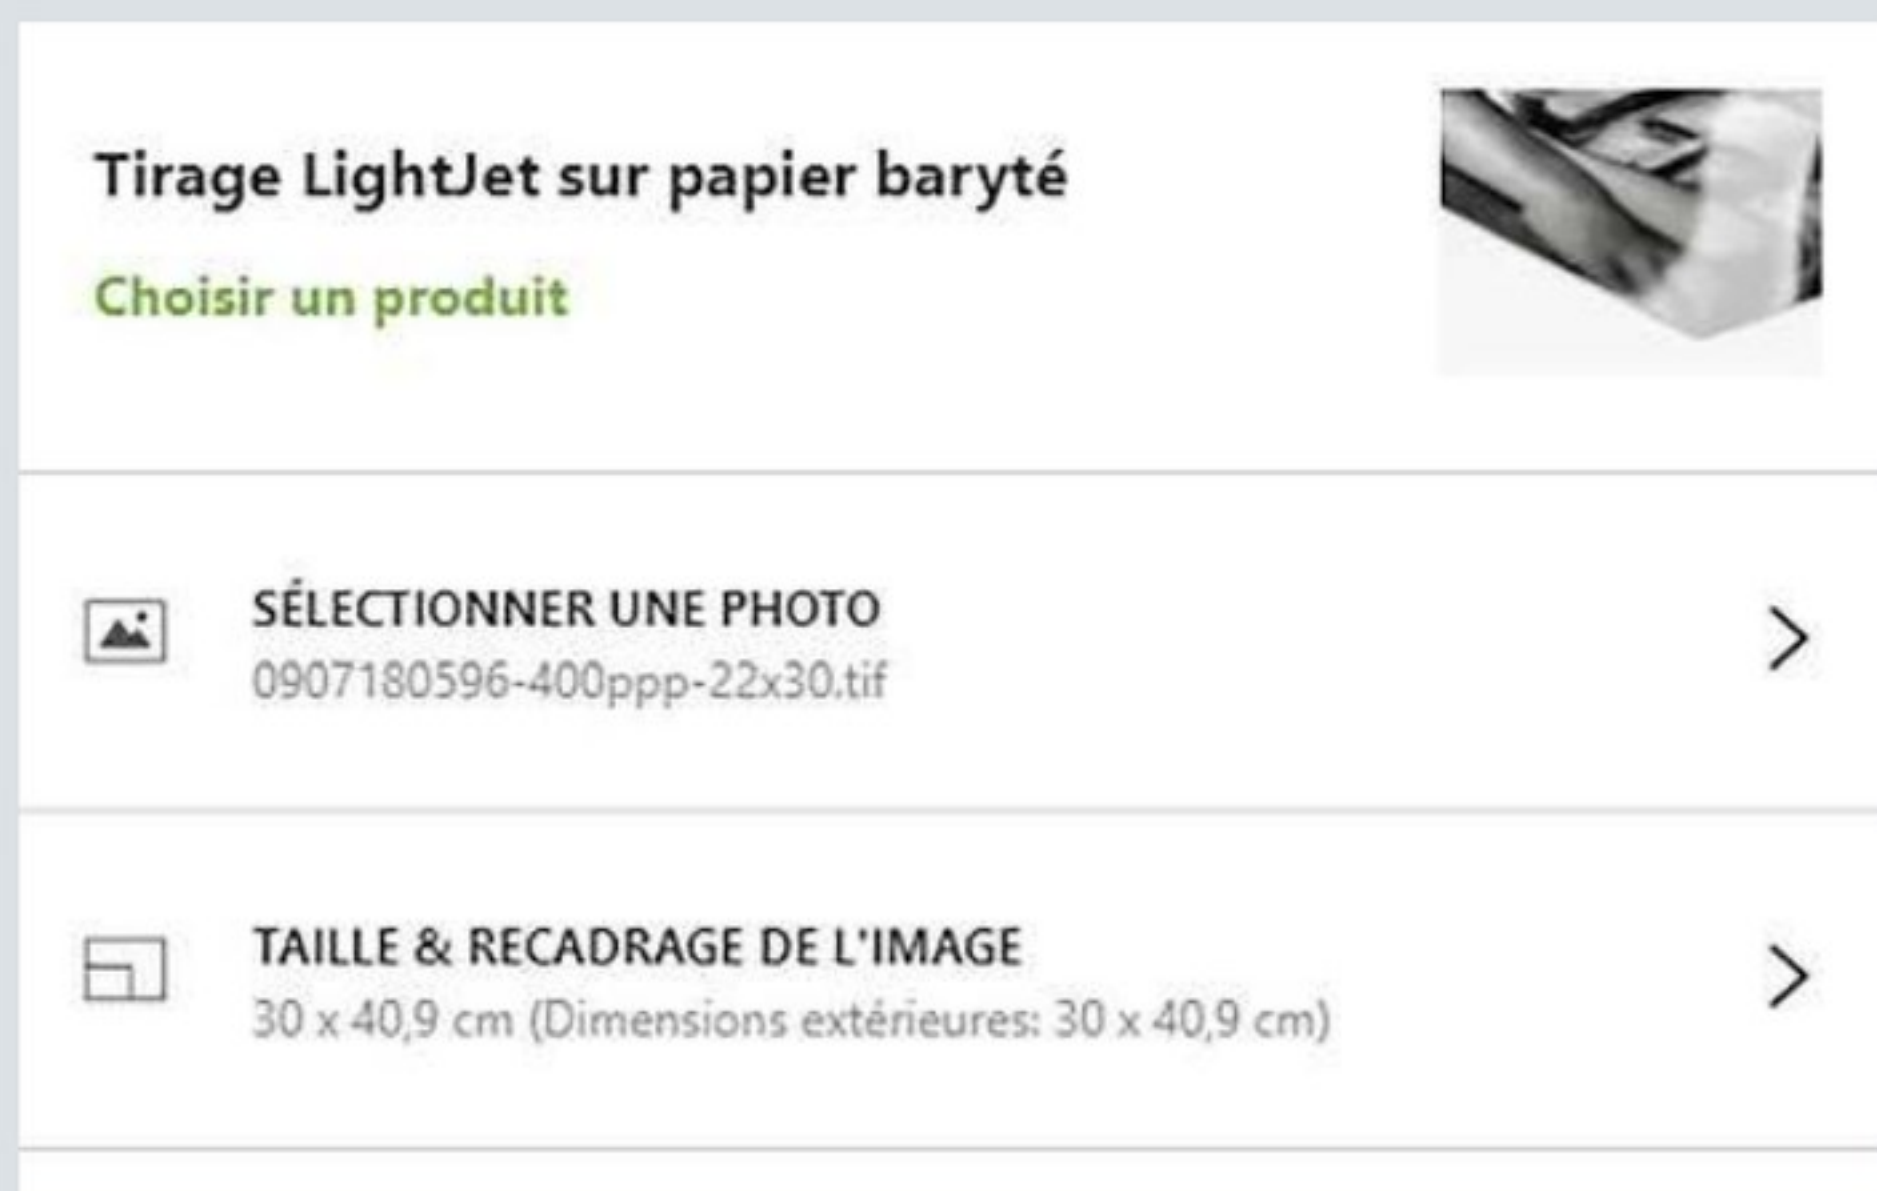 Tirage LightJet sur papier baryté
Choisir un produit
SÉLECTIONNER UNE PHOTO
0907180596-400ppp-22x30.tif
TAILLE & RECADRAGE DE L'IMAGE
30 x 40,9 cm (Dimensions extérieures: 30 x 40,9 cm)